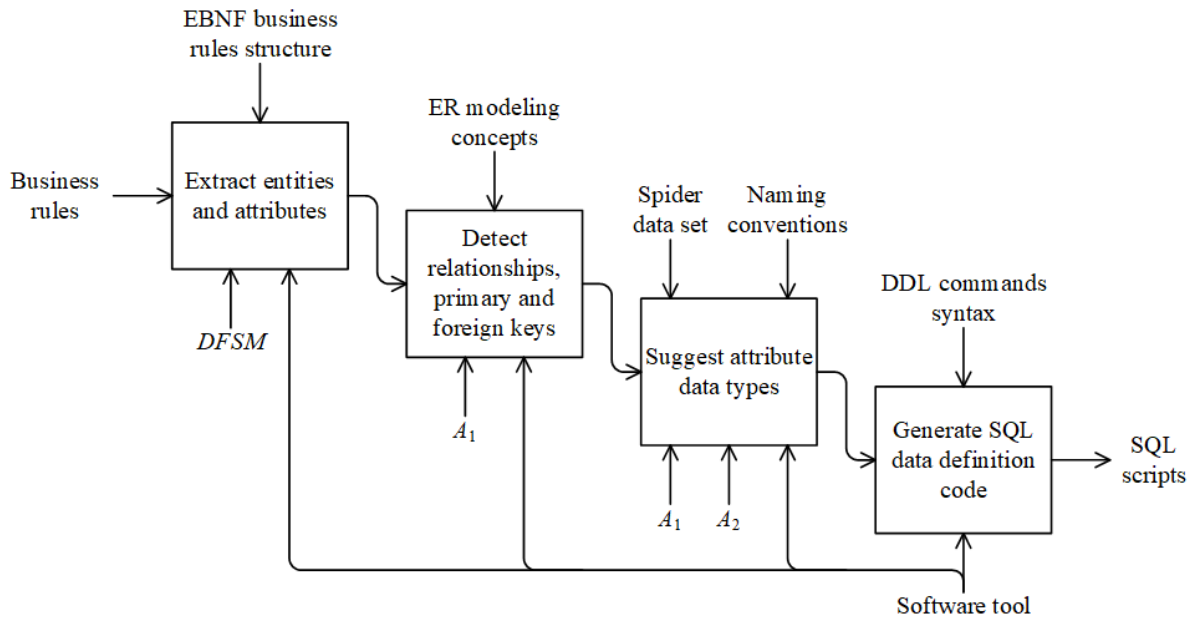 EBNF business
rules structure
Business
rules
Extract entities
and attributes
DFSM
ER modeling
concepts
Detect
relationships,
primary and
foreign keys
A1
Spider
data set
Naming
conventions
Suggest attribute
data types
A1
A2
DDL commands
syntax
Generate SQL
data definition
code
SQL
scripts
Software tool